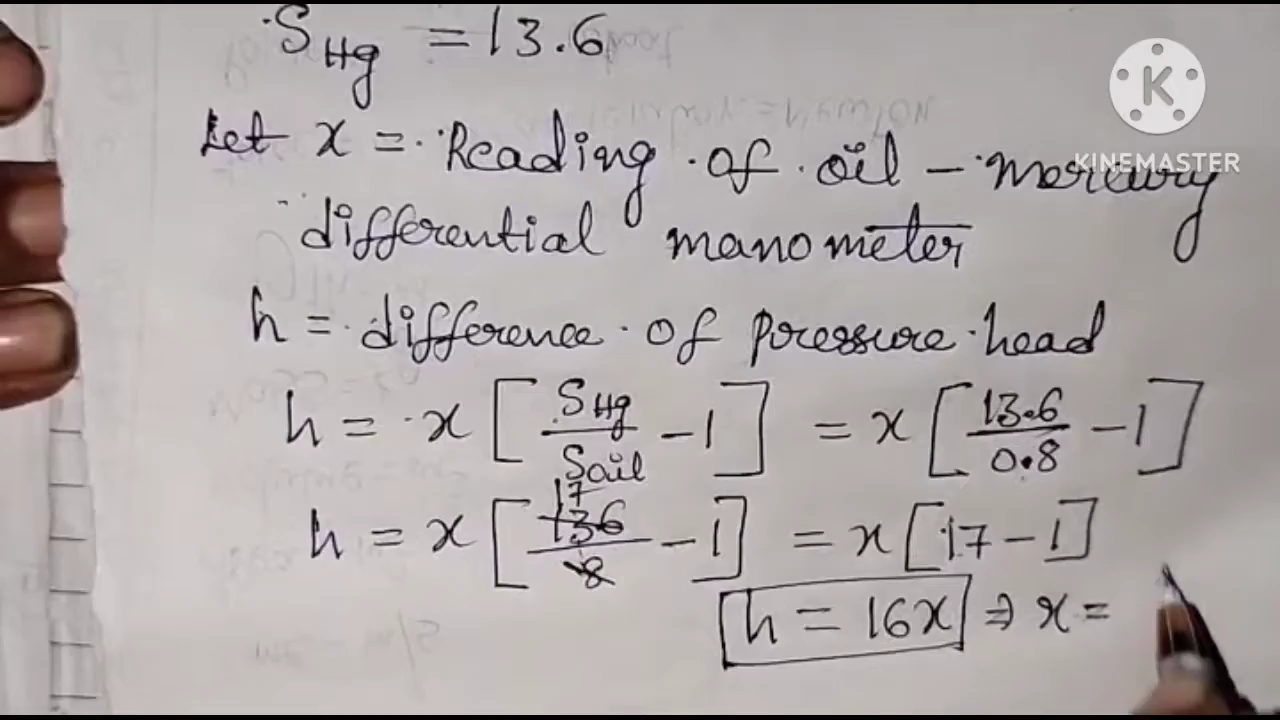 S_Hg = 13.6
KINEMASTER
Let x = Reading of oil - mercury
differential manometer
h = difference of pressure head
h = x [S_Hg/S_oil - 1] = x [13.6/0.8 - 1]
h = x [136/8 - 1] = x [17 - 1]
17
h = 16x ⇒ x =